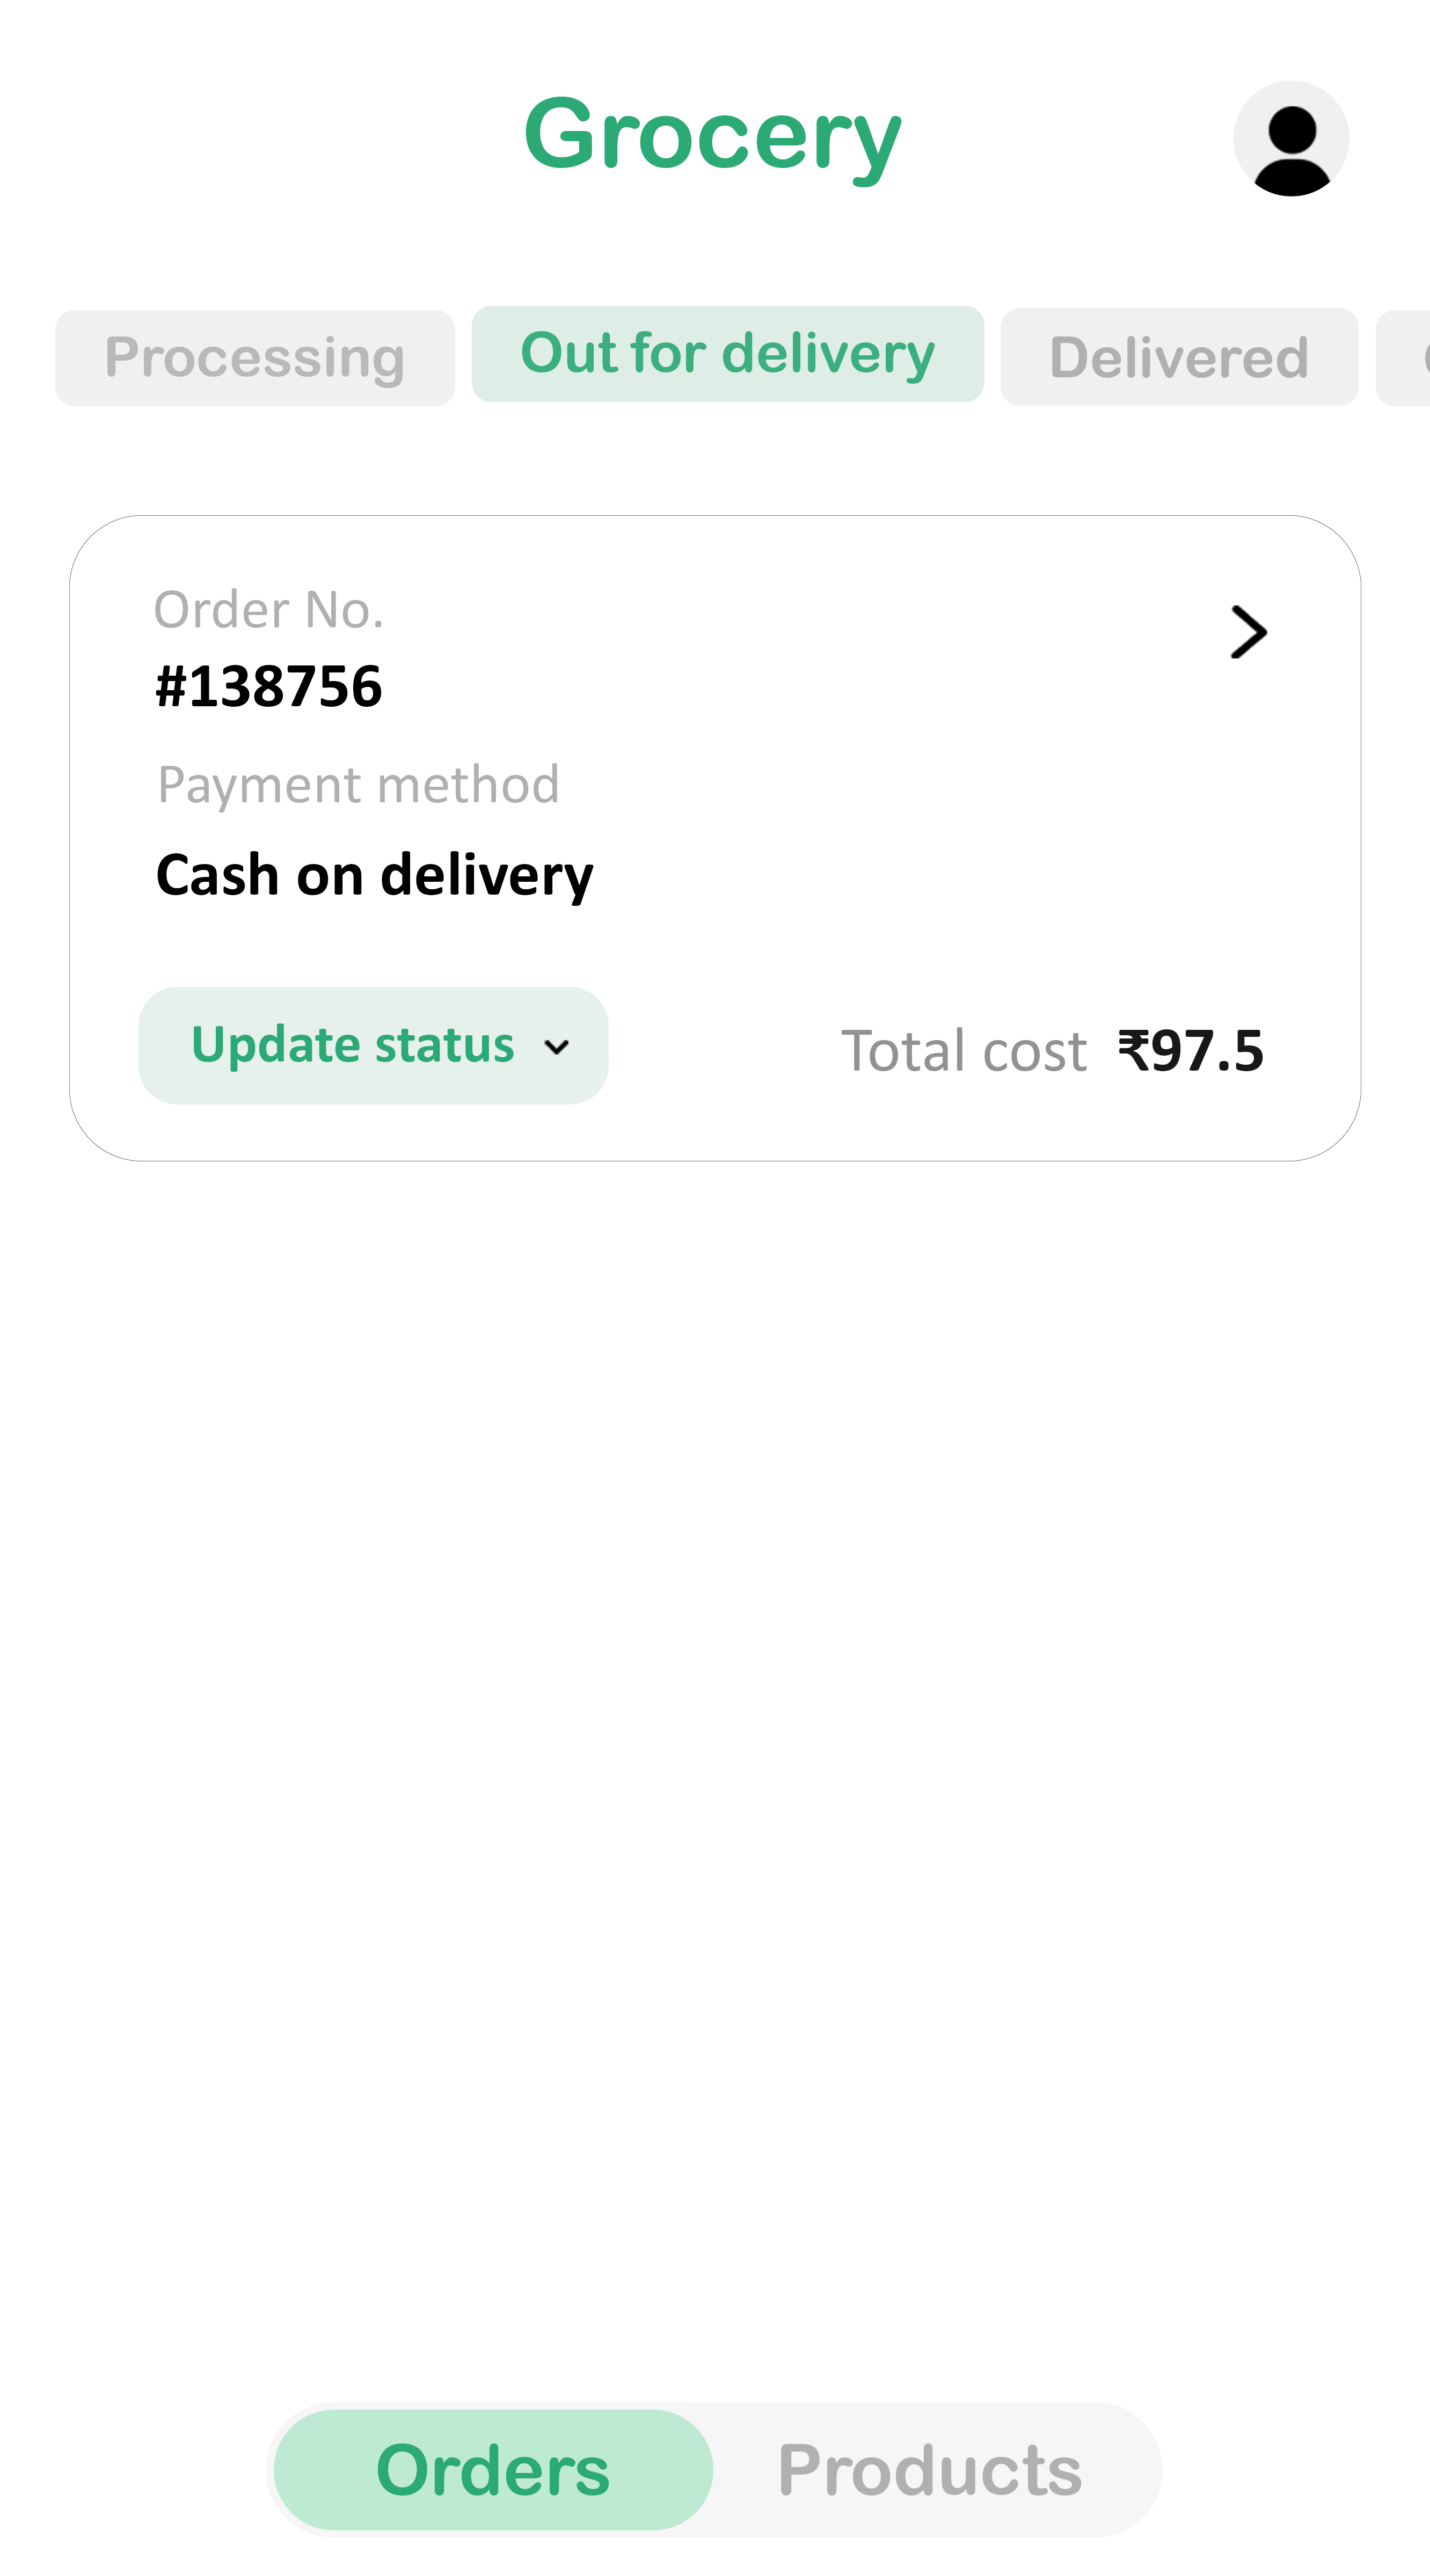 Grocery
Processing Out for delivery Delivered
Order No.
#138756
Payment method
Cash on delivery
Update status Total cost ₹97.5
Orders Products